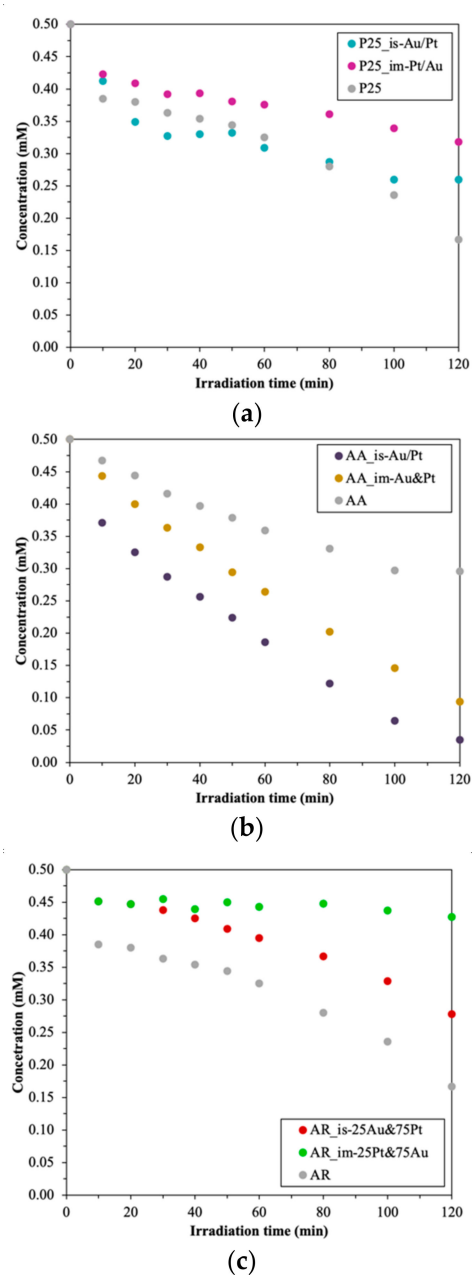 0.50
0.45
0.40
0.35
0.30
0.25
0.20
0.15
0.10
0.05
0.00
Concentration (mM)
P25_is-Au/Pt
P25_im-Pt/Au
P25
0 20 40 60 80 100 120
Irradiation time (min)
(a)
0.50
0.45
0.40
0.35
0.30
0.25
0.20
0.15
0.10
0.05
0.00
Concentration (mM)
AA_is-Au/Pt
AA_im-Au&Pt
AA
0 20 40 60 80 100 120
Irradiation time (min)
(b)
0.50
0.45
0.40
0.35
0.30
0.25
0.20
0.15
0.10
0.05
0.00
Concetration (mM)
AR_is-25Au&75Pt
AR_im-25Pt&75Au
AR
0 20 40 60 80 100 120
Irradiation time (min)
(c)